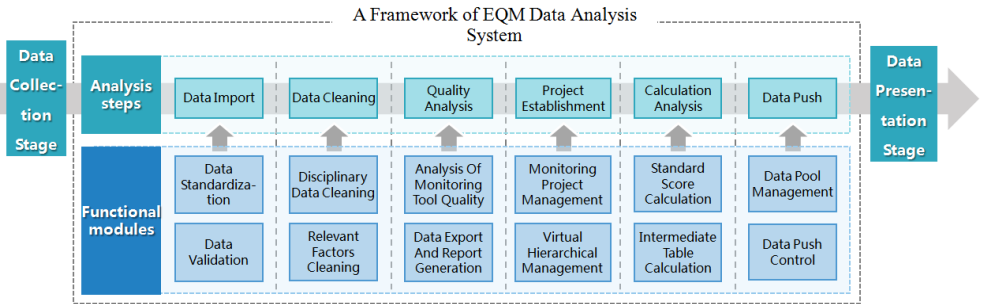 A Framework of EQM Data Analysis
System
Data
Collec-
tion
Stage
Analysis
steps
Data Import
Data Cleaning
Quality
Analysis
Project
Establishment
Calculation
Analysis
Data Push
Data
Presen-
tation
Stage
Functional
modules
Data
Standardiza-
tion
Disciplinary
Data Cleaning
Analysis Of
Monitoring
Tool Quality
Monitoring
Project
Management
Standard
Score
Calculation
Data Pool
Management
Data
Validation
Relevant
Factors
Cleaning
Data Export
And Report
Generation
Virtual
Hierarchical
Management
Intermediate
Table
Calculation
Data Push
Control